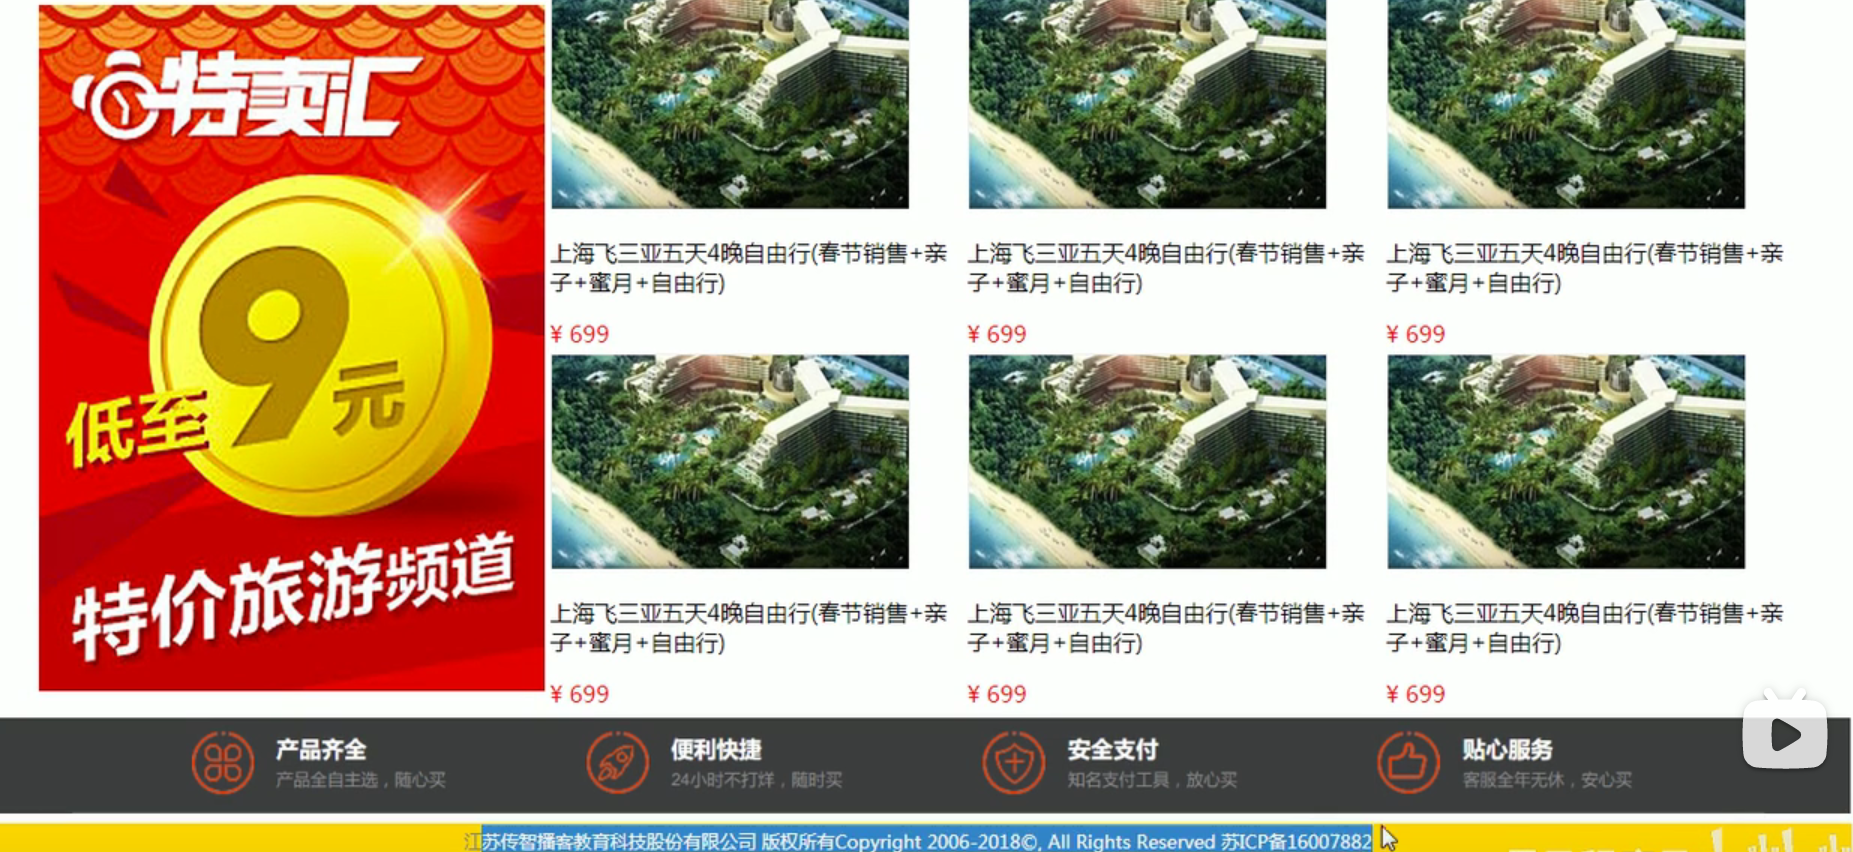 特卖汇
低至9元
特价旅游频道
上海飞三亚五天4晚自由行(春节销售+亲
子+蜜月+自由行)
¥ 699
上海飞三亚五天4晚自由行(春节销售+亲
子+蜜月+自由行)
¥ 699
上海飞三亚五天4晚自由行(春节销售+亲
子+蜜月+自由行)
¥ 699
上海飞三亚五天4晚自由行(春节销售+亲
子+蜜月+自由行)
¥ 699
上海飞三亚五天4晚自由行(春节销售+亲
子+蜜月+自由行)
¥ 699
上海飞三亚五天4晚自由行(春节销售+亲
子+蜜月+自由行)
¥ 699
产品齐全
产品全自主选，随心买
便利快捷
24小时不打烊，随时买
安全支付
知名支付工具，放心买
贴心服务
客服全年无休，安心买
江苏传智播客教育科技股份有限公司 版权所有Copyright 2006-2018©, All Rights Reserved 苏ICP备16007882